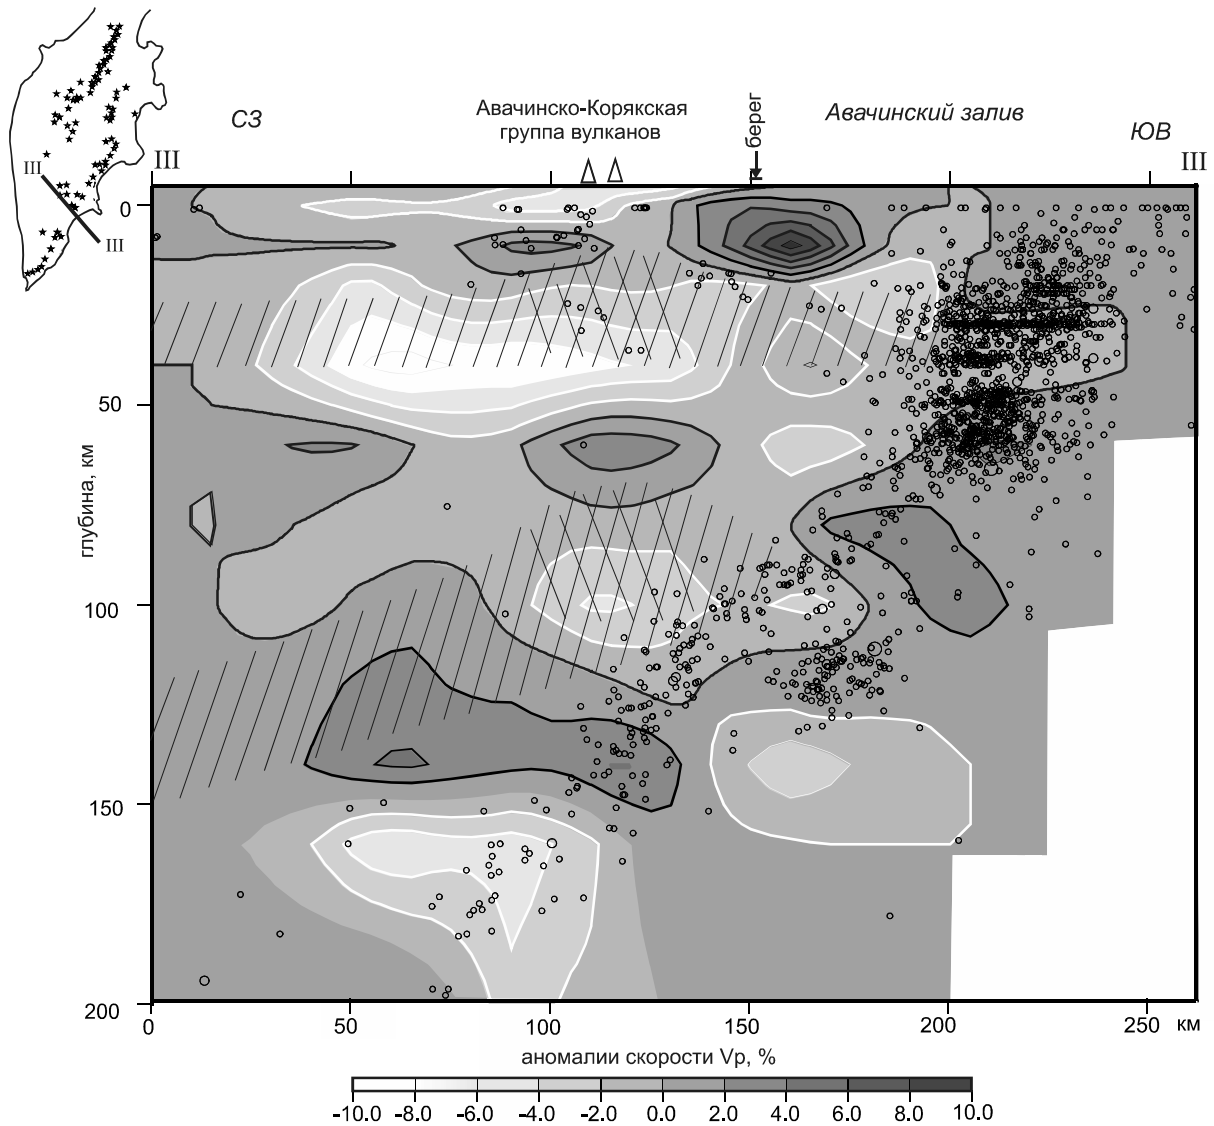 Авачинско-Корякская
группа вулканов
берег
Авачинский залив
СЗ
ЮВ
III
III
III
III
0
50
100
150
200
глубина, км
0
50
100
150
200
250
км
аномалии скорости Vp, %
-10.0 -8.0 -6.0 -4.0 -2.0 0.0 2.0 4.0 6.0 8.0 10.0